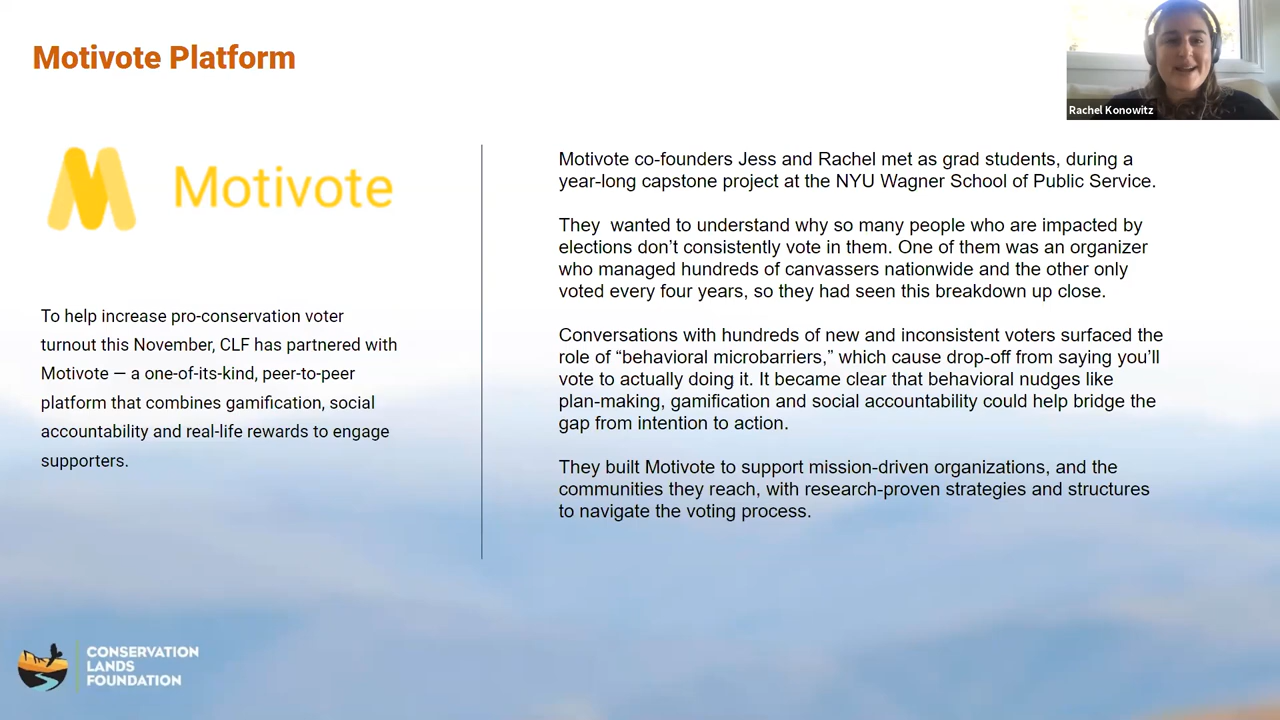 Motivote Platform
Rachel Konowitz
Motivote
To help increase pro-conservation voter
turnout this November, CLF has partnered with
Motivote — a one-of-its-kind, peer-to-peer
platform that combines gamification, social
accountability and real-life rewards to engage
supporters.
Motivote co-founders Jess and Rachel met as grad students, during a
year-long capstone project at the NYU Wagner School of Public Service.
They  wanted to understand why so many people who are impacted by
elections don’t consistently vote in them. One of them was an organizer
who managed hundreds of canvassers nationwide and the other only
voted every four years, so they had seen this breakdown up close.
Conversations with hundreds of new and inconsistent voters surfaced the
role of “behavioral microbarriers,” which cause drop-off from saying you’ll
vote to actually doing it. It became clear that behavioral nudges like
plan-making, gamification and social accountability could help bridge the
gap from intention to action.
They built Motivote to support mission-driven organizations, and the
communities they reach, with research-proven strategies and structures
to navigate the voting process.
CONSERVATION
LANDS
FOUNDATION